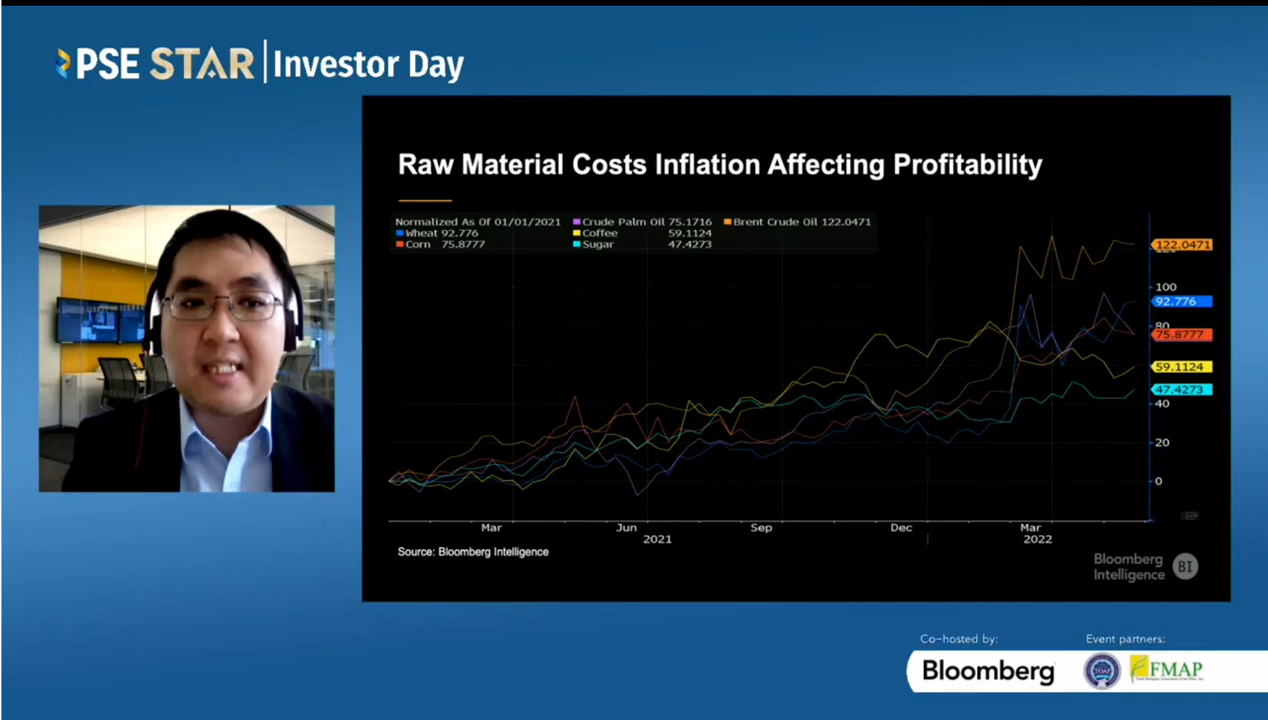 PSE STAR Investor Day
Raw Material Costs Inflation Affecting Profitability
Normalized As Of 01/01/2021 Crude Palm Oil 75.1716 Brent Crude Oil 122.0471
Wheat 92.776 Coffee 59.1124
Corn 75.8777 Sugar 47.4273
122.0471
100
92.776
80
75.8777
59.1124
47.4273
40
20
0
Mar Jun Sep Dec Mar
2021 2022
Source: Bloomberg Intelligence
Bloomberg
Intelligence BI
Co-hosted by: Event partners:
Bloomberg FMAP